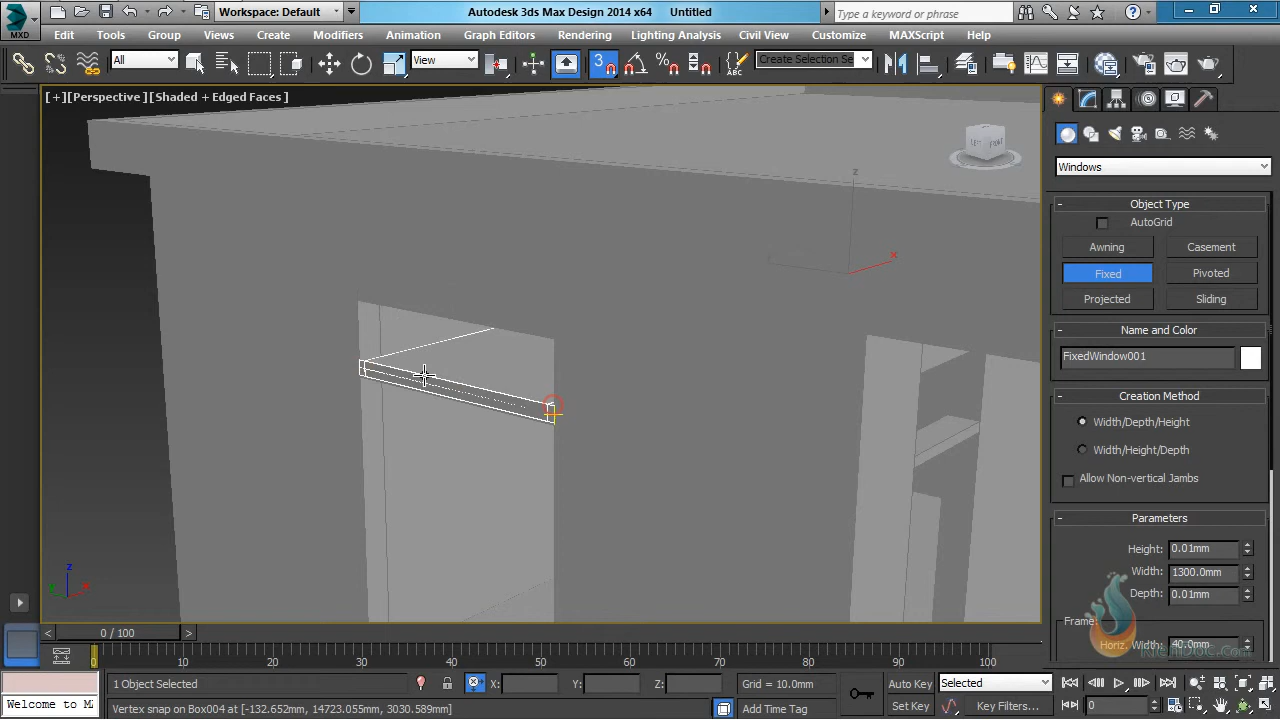 MXD
Workspace: Default
Autodesk 3ds Max Design 2014 x64 Untitled
Type a keyword or phrase
Edit Tools Group Views Create Modifiers Animation Graph Editors Rendering Lighting Analysis Civil View Customize MAXScript Help
All
View
3
Create Selection Se
[+][Perspective][Shaded + Edged Faces]
LEFT
FRONT
z
x
Windows
- Object Type
AutoGrid
Awning Casement
Fixed Pivoted
Projected Sliding
- Name and Color
FixedWindow001
- Creation Method
Width/Depth/Height
Width/Height/Depth
Allow Non-vertical Jambs
- Parameters
Height: 0.01mm
Width: 1300.0mm
Depth: 0.01mm
Frame:
Horiz. Width: 40.0mm
z
x
< 0 / 100 >
0 10 20 30 40 50 60 70 80 90 100
1 Object Selected X: Y: Z: Grid = 10.0mm Auto Key Selected
Welcome to M Vertex snap on Box004 at [-132.652mm, 14723.055mm, 3030.589mm] Add Time Tag Set Key Key Filters... 0